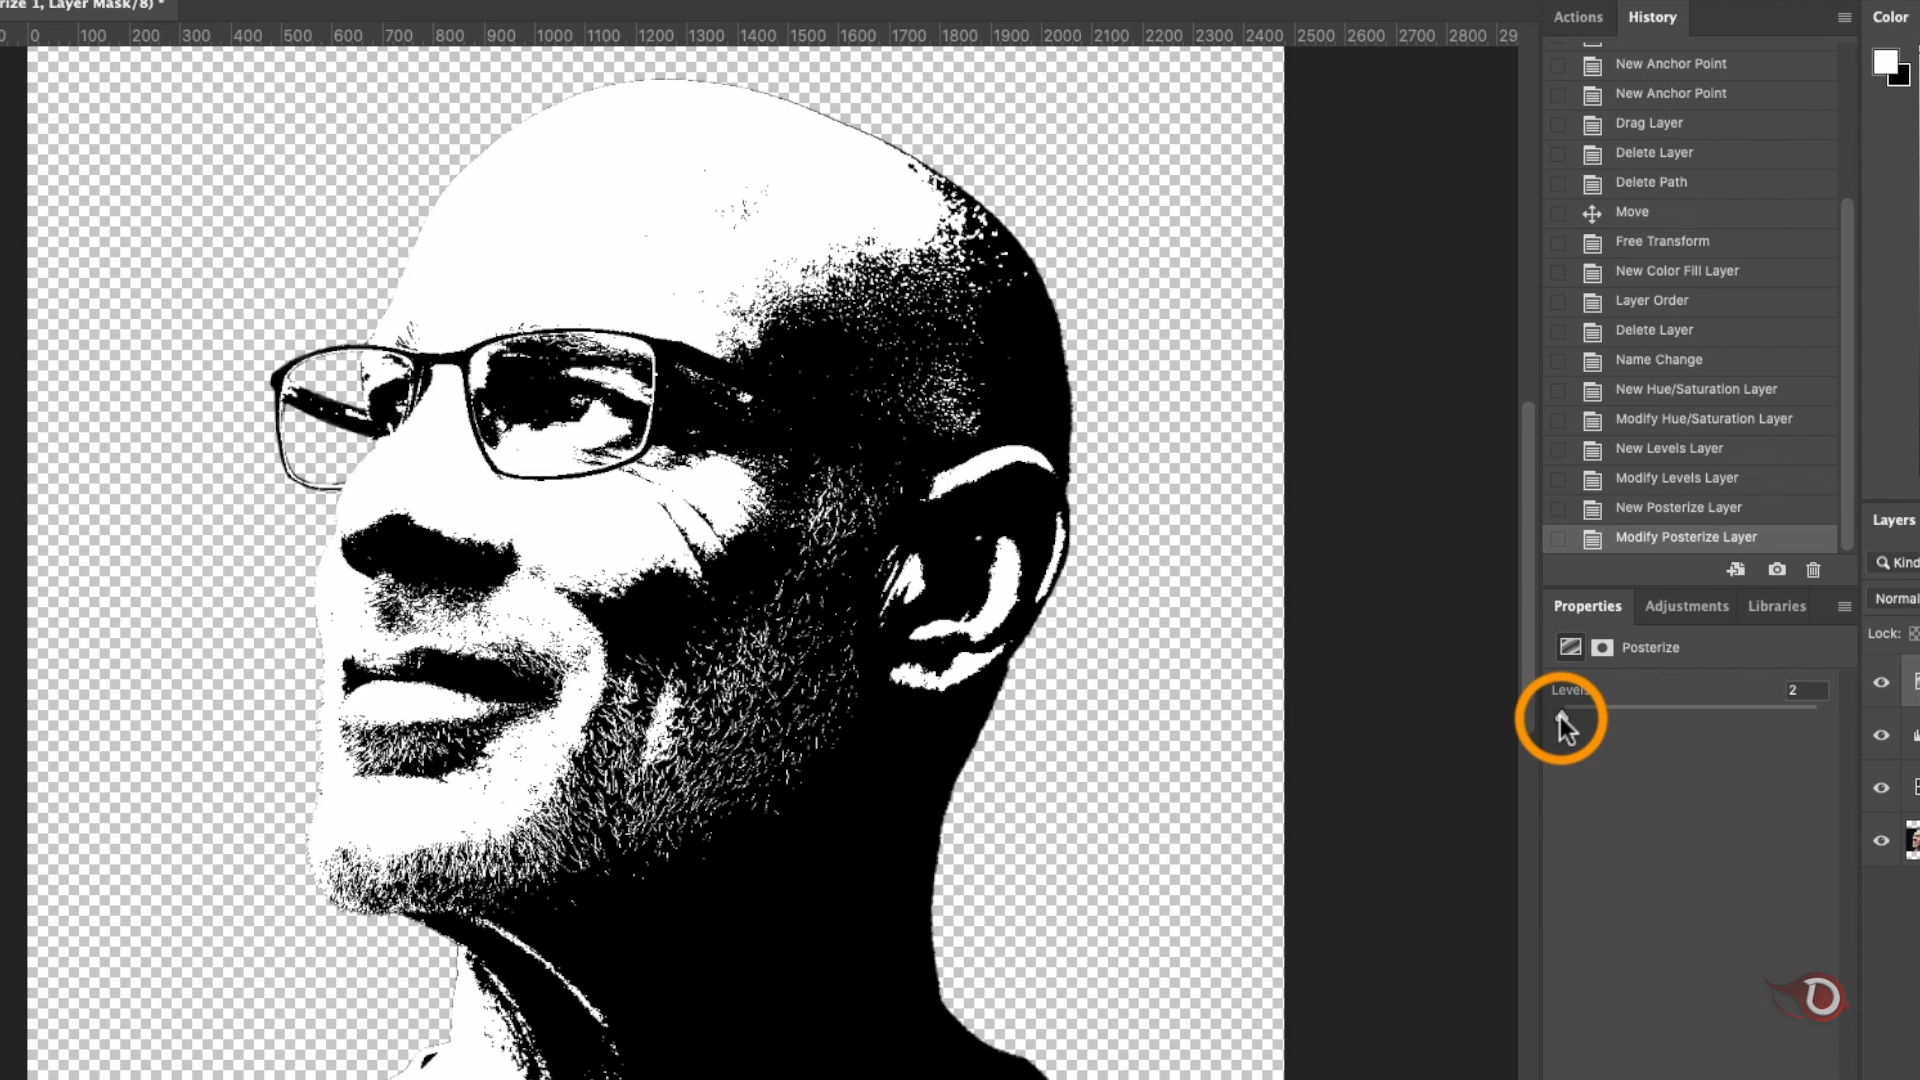 rize 1, Layer Mask/8) *
0 0 100 200 300 400 500 600 700 800 900 1000 1100 1200 1300 1400 1500 1600 1700 1800 1900 2000 2100 2200 2300 2400 2500 2600 2700 2800 29
Actions History
New Anchor Point
New Anchor Point
Drag Layer
Delete Layer
Delete Path
Move
Free Transform
New Color Fill Layer
Layer Order
Delete Layer
Name Change
New Hue/Saturation Layer
Modify Hue/Saturation Layer
New Levels Layer
Modify Levels Layer
New Posterize Layer
Modify Posterize Layer
Properties Adjustments Libraries
Posterize
Levels 2
Color
Layers
Kind
Normal
Lock: